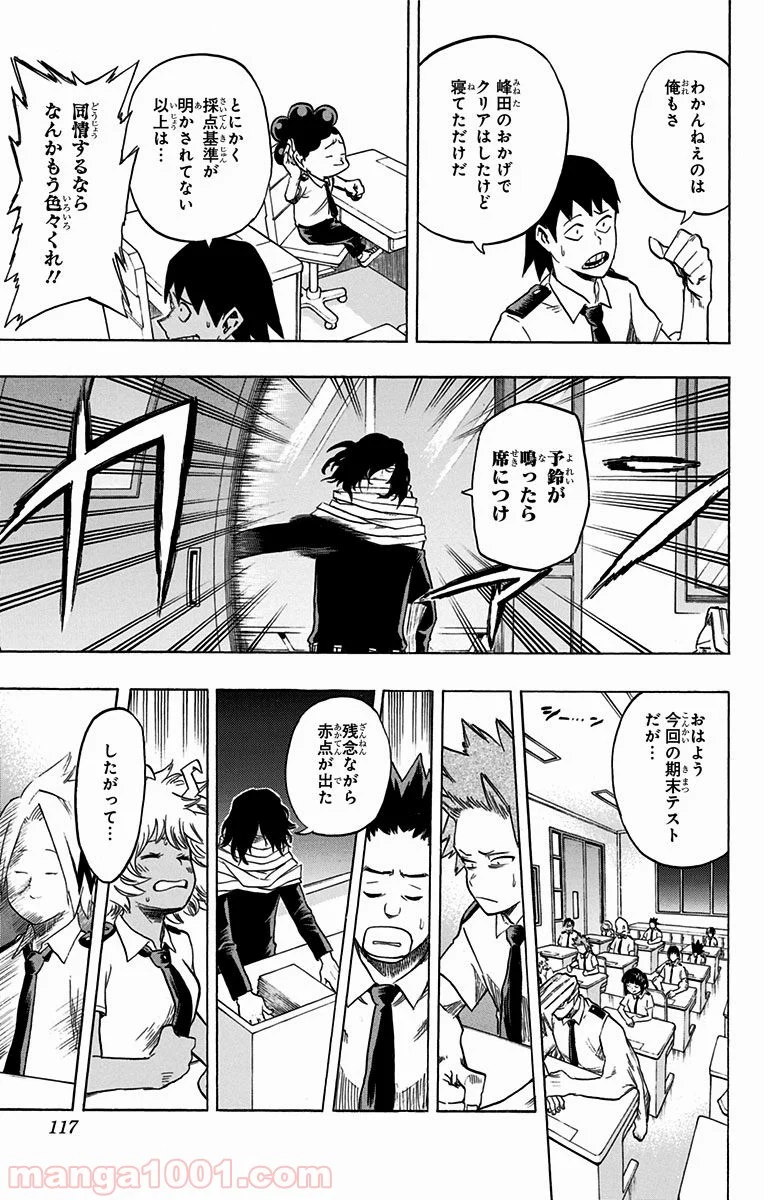 わかんねえのは
俺もさ
峰田のおかげで
クリアはしたけど
寝てただけだ
とにかく
採点基準が
明かされてない
以上は…
同情するなら
なんかもう色々くれ!!
予鈴が
鳴ったら
席につけ
ガッ
おはよう
今回の期末テスト
だが…
シーン…
残念ながら
赤点が出た
したがって…
117
manga1001.com